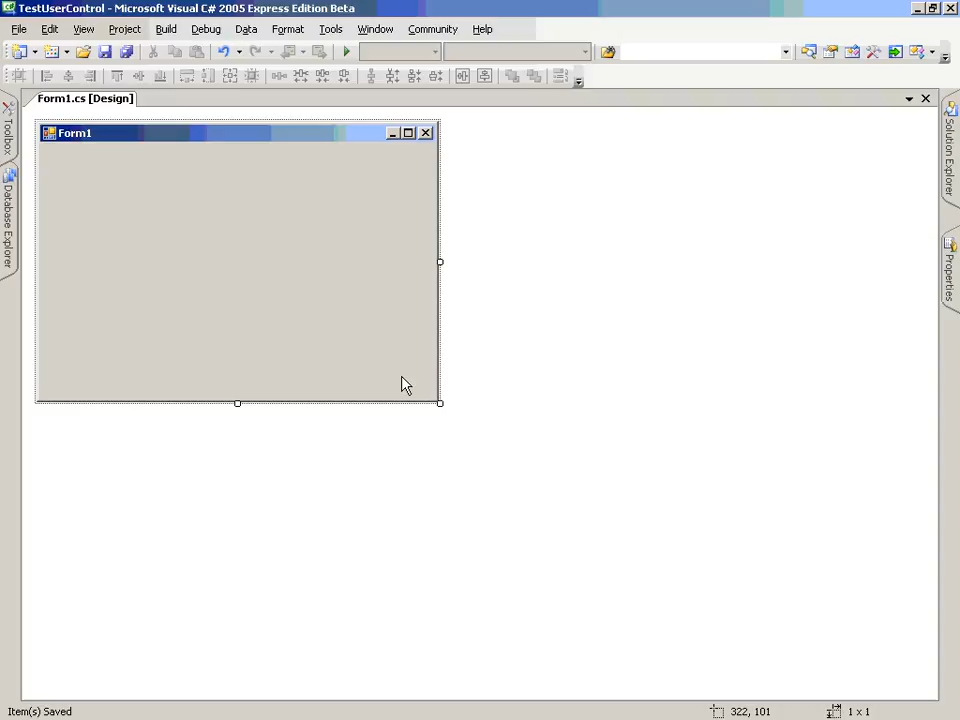 TestUserControl - Microsoft Visual C# 2005 Express Edition Beta
File Edit View Project Build Debug Data Format Tools Window Community Help
Form1.cs [Design]
Form1
Toolbox
Database Explorer
Solution Explorer
Properties
Item(s) Saved
322, 101
1 x 1